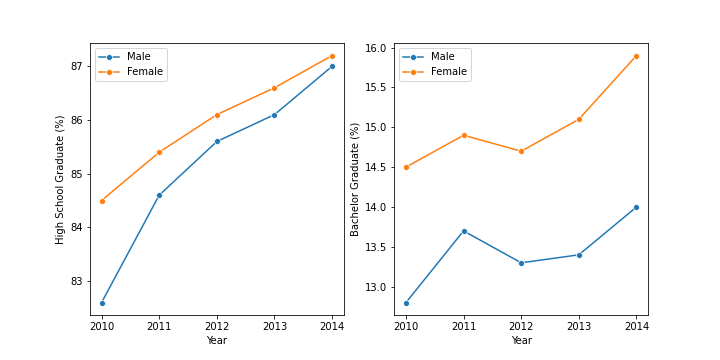 High School Graduate (%)
87
86
85
84
83
Male
Female
2010 2011 2012 2013 2014
Year
Bachelor Graduate (%)
16.0
15.5
15.0
14.5
14.0
13.5
13.0
Male
Female
2010 2011 2012 2013 2014
Year